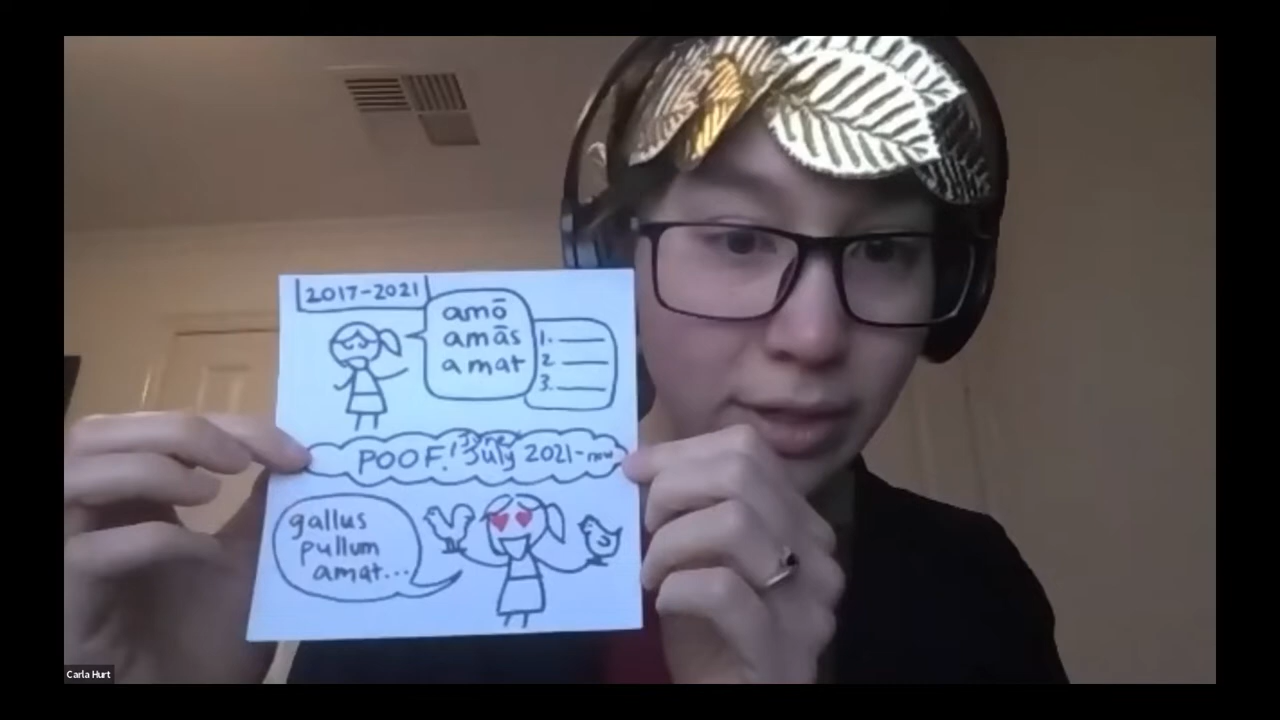 2017-2021
amō
amās
amat
1.
2
3.
POOF! June
July 2021-now
gallus
pullum
amat...
Carla Hurt